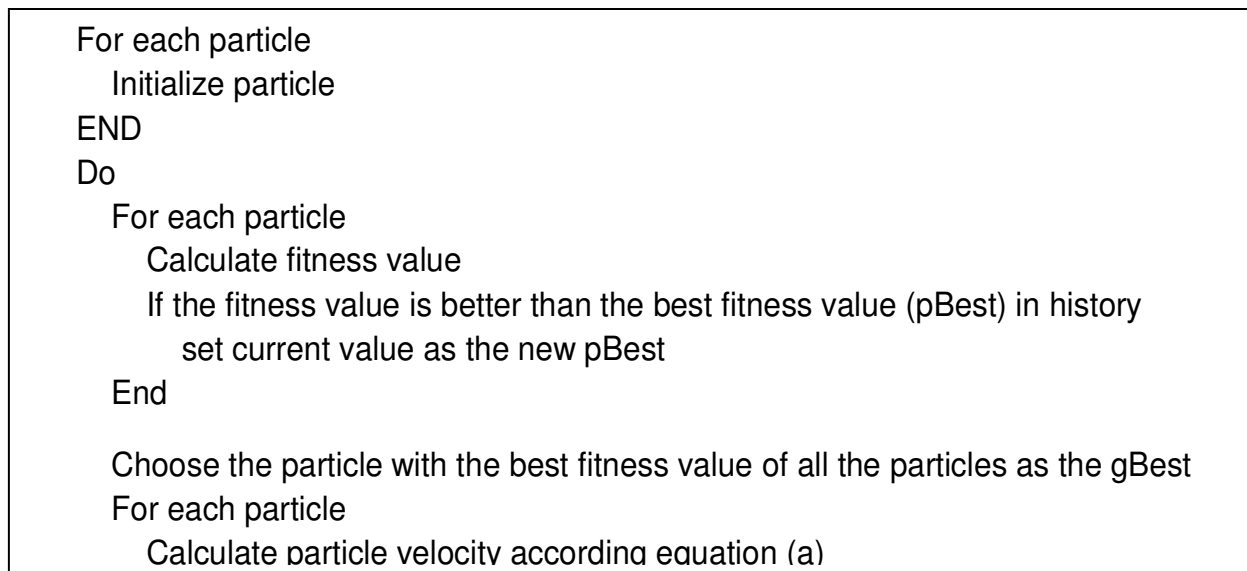 For each particle
Initialize particle
END
Do
For each particle
Calculate fitness value
If the fitness value is better than the best fitness value (pBest) in history
set current value as the new pBest
End
Choose the particle with the best fitness value of all the particles as the gBest
For each particle
Calculate particle velocity according equation (a)